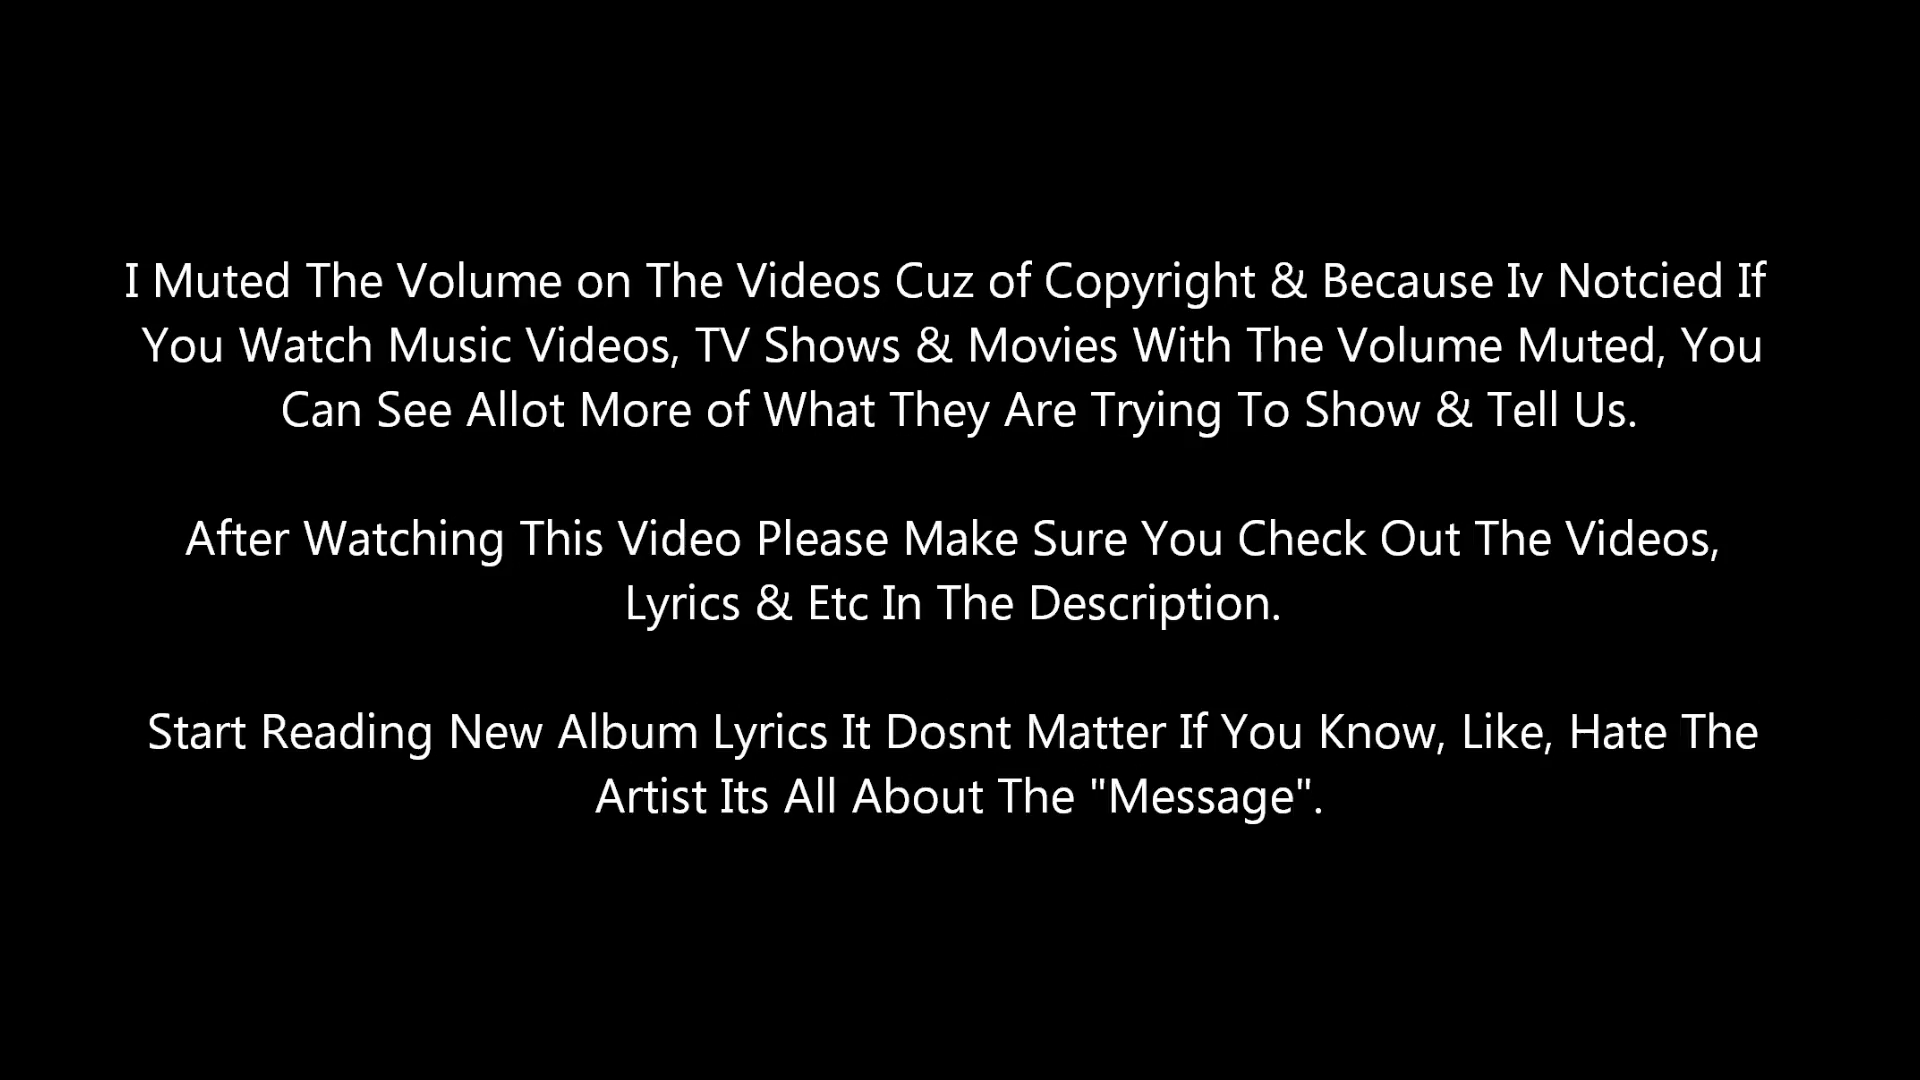 I Muted The Volume on The Videos Cuz of Copyright & Because Iv Notcied If
You Watch Music Videos, TV Shows & Movies With The Volume Muted, You
Can See Allot More of What They Are Trying To Show & Tell Us.
After Watching This Video Please Make Sure You Check Out The Videos,
Lyrics & Etc In The Description.
Start Reading New Album Lyrics It Dosnt Matter If You Know, Like, Hate The
Artist Its All About The "Message".